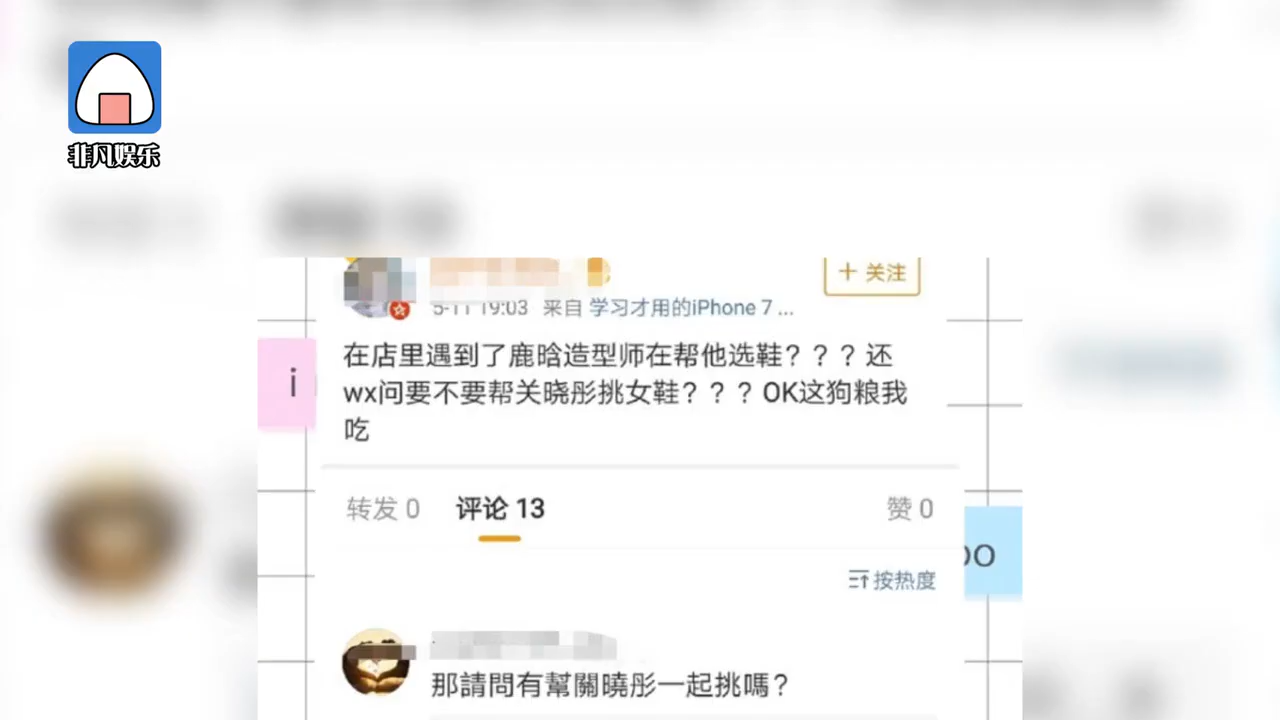 非凡娱乐
+ 关注
5-11 19:03 来自 学习才用的iPhone 7 ...
在店里遇到了鹿晗造型师在帮他选鞋？？？还
wx问要不要帮关晓彤挑女鞋？？？OK这狗粮我
吃
i
转发 0 评论 13 赞 0
按热度
那請問有幫關曉彤一起挑嗎？